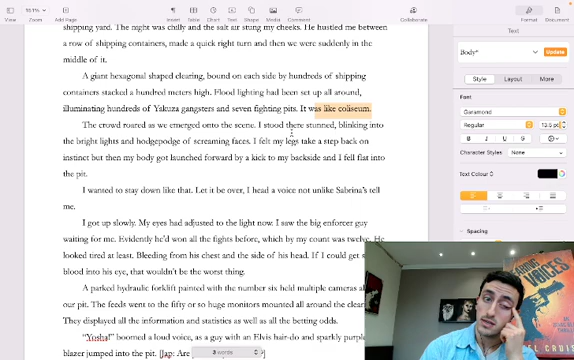 111%
View
Zoom
Add Page
Insert
Table
Chart
Text
Shape
Media
Comment
Collaborate
Format
Document
Text
Body*
Update
Style
Layout
More
Font
Garamond
Regular
13.5 pt
B I U S
Character Styles
None
Text Colour
Spacing
shipping yard. The night was chilly and the salt air stung my cheeks. He hustled me between
a row of shipping containers, made a quick right turn and then we were suddenly in the
middle of it.
A giant hexagonal shaped clearing, bound on each side by hundreds of shipping
containers stacked a hundred meters high. Flood lighting had been set up all around,
illuminating hundreds of Yakuza gangsters and seven fighting pits. It was like coliseum.
The crowd roared as we emerged onto the scene. I stood there stunned, blinking into
the bright lights and hodgepodge of screaming faces. I felt my legs take a step back on
instinct but then my body got launched forward by a kick to my backside and I fell flat into
the pit.
I wanted to stay down like that. Let it be over, I head a voice not unlike Sabrina's tell
me.
I got up slowly. My eyes had adjusted to the light now. I saw the big enforcer guy
waiting for me. Evidently he'd won all the fights before, which by my count was twelve. He
looked tired at least. Bleeding from his chest and the side of his head. If I could get
blood into his eye, that wouldn't be the worst thing.
A parked hydraulic forklift painted with the number six held multiple cameras
our pit. The feeds went to the fifty or so huge monitors mounted all around the
They displayed all the information and statistics as well as all the betting odds.
"Yosha!" boomed a loud voice, as a guy with an Elvis hair-do and sparkly purple
blazer jumped into the pit. [Jap: Are
3 words
VOICES
CRUISE